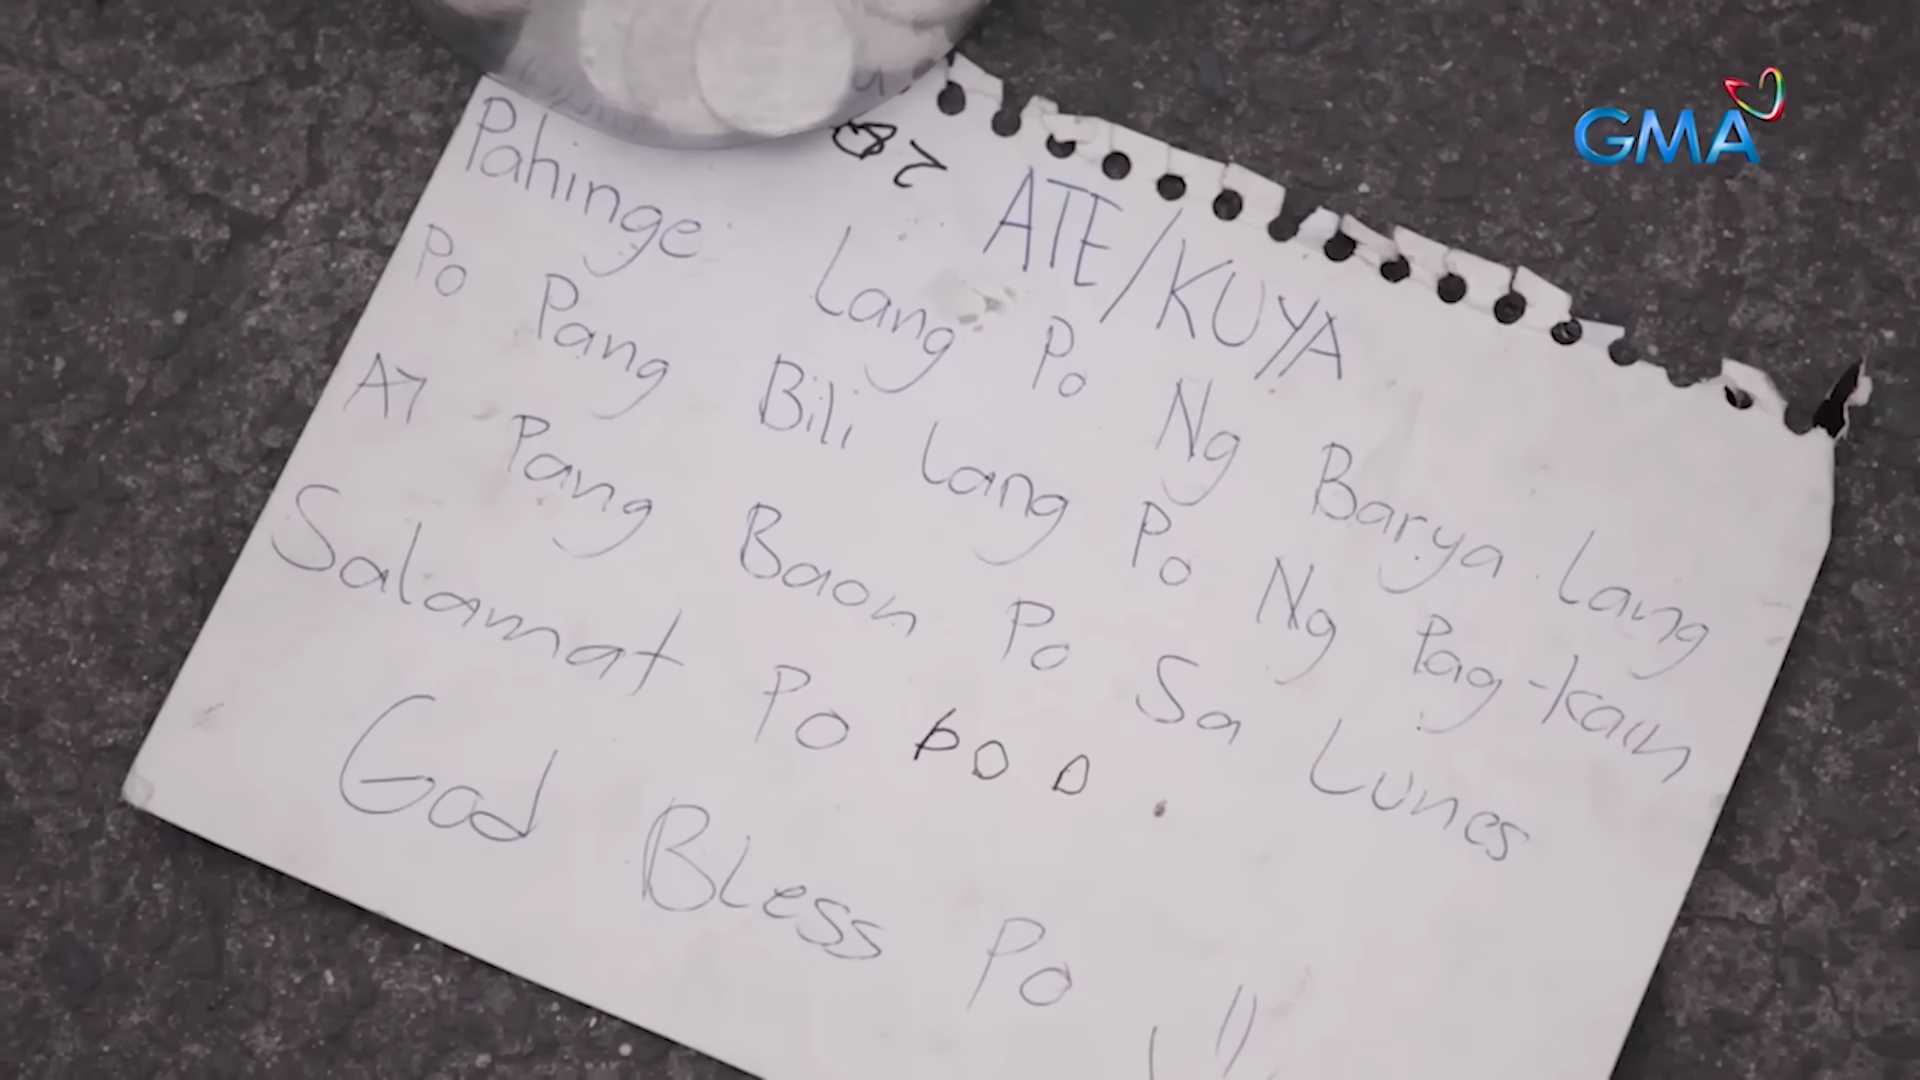 GMA
ATE/KUYA
Pahinge Lang Po Ng Barya Lang
Po Pang Bili Lang Po Ng Pag-kain
AT Pang Baon Po Sa Lunes
Salamat Po
God Bless Po